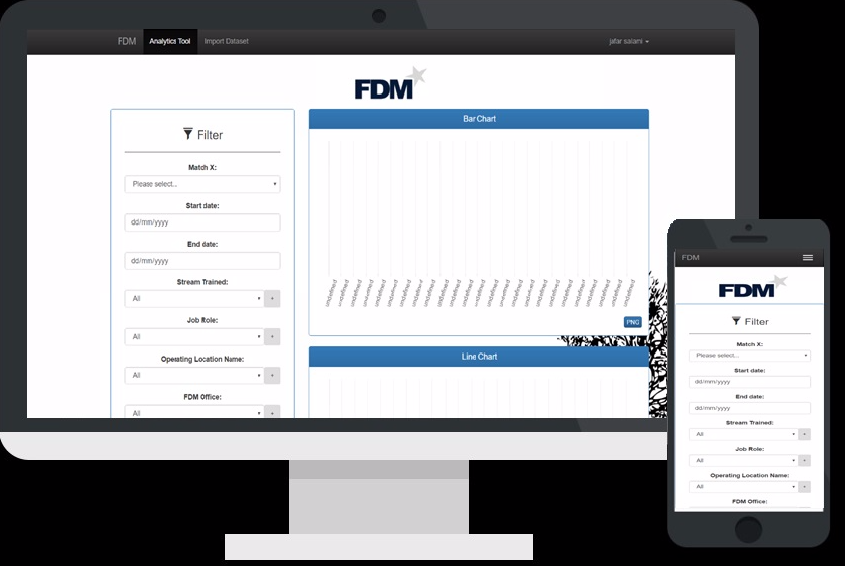 FDM Analytics Tool Import Dataset jafar salami
FDM
Filter
Match X:
Please select...
Start date:
dd/mm/yyyy
End date:
dd/mm/yyyy
Stream Trained:
All +
Job Role:
All +
Operating Location Name:
All +
FDM Office:
All +
Bar Chart
undefined undefined undefined undefined undefined undefined undefined undefined undefined undefined undefined undefined undefined undefined undefined undefined undefined undefined undefined undefined undefined undefined undefined undefined undefined
PNG
Line Chart
FDM
FDM
Filter
Match X:
Please select...
Start date:
dd/mm/yyyy
End date:
dd/mm/yyyy
Stream Trained:
All +
Job Role:
All +
Operating Location Name:
All +
FDM Office: